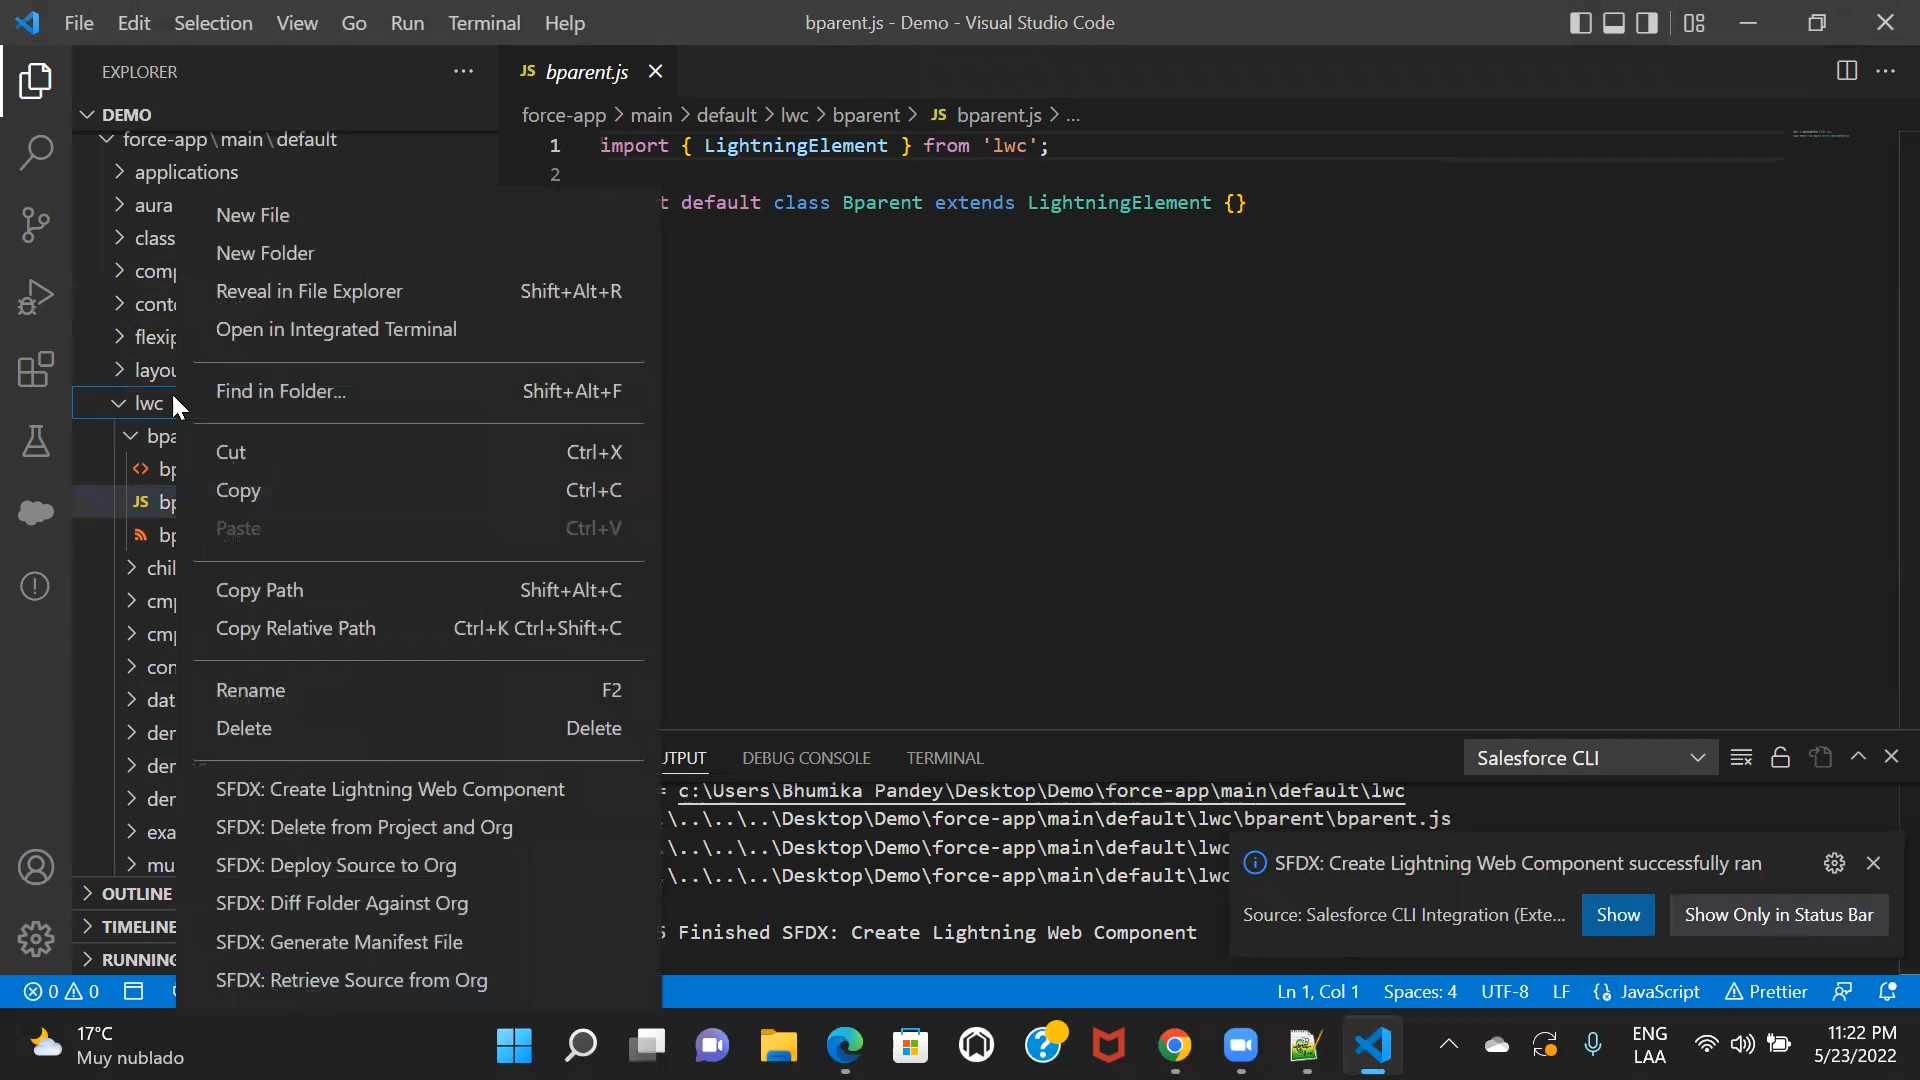 File Edit Selection View Go Run Terminal Help
bparent.js - Demo - Visual Studio Code
EXPLORER
DEMO
force-app\main\default
applications
aura
class
comp
conte
flexip
layou
lwc
bpa
bp
JS bp
bp
chil
cmp
cmp
con
dat
der
der
der
exa
mu
OUTLINE
TIMELINE
RUNNING
New File
New Folder
Reveal in File Explorer Shift+Alt+R
Open in Integrated Terminal
Find in Folder... Shift+Alt+F
Cut Ctrl+X
Copy Ctrl+C
Paste Ctrl+V
Copy Path Shift+Alt+C
Copy Relative Path Ctrl+K Ctrl+Shift+C
Rename F2
Delete Delete
SFDX: Create Lightning Web Component
SFDX: Delete from Project and Org
SFDX: Deploy Source to Org
SFDX: Diff Folder Against Org
SFDX: Generate Manifest File
SFDX: Retrieve Source from Org
JS bparent.js
force-app > main > default > lwc > bparent > JS bparent.js > ...
1 import { LightningElement } from 'lwc';
2
t default class Bparent extends LightningElement {}
UTPUT DEBUG CONSOLE TERMINAL
Salesforce CLI
= c:\Users\Bhumika Pandey\Desktop\Demo\force-app\main\default\lwc
\..\..\..\Desktop\Demo\force-app\main\default\lwc\bparent\bparent.js
\..\..\..\Desktop\Demo\force-app\main\default\lwc
\..\..\..\Desktop\Demo\force-app\main\default\lwc
Finished SFDX: Create Lightning Web Component
SFDX: Create Lightning Web Component successfully ran
Source: Salesforce CLI Integration (Exte...
Show
Show Only in Status Bar
0 0
Ln 1, Col 1 Spaces: 4 UTF-8 LF JavaScript Prettier
17°C
Muy nublado
ENG
LAA
11:22 PM
5/23/2022